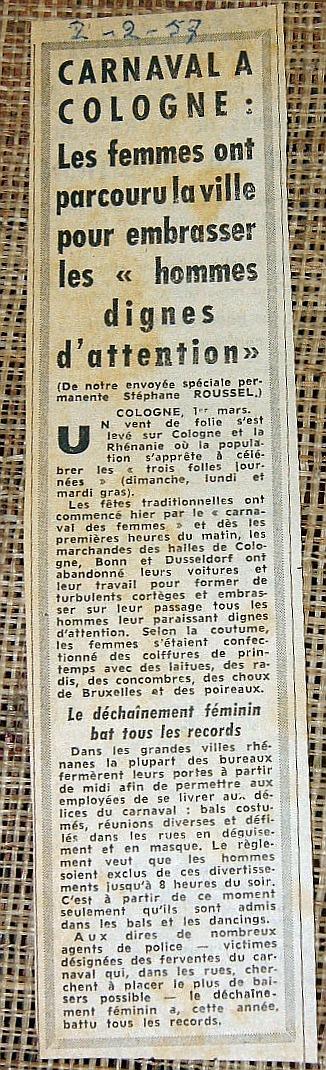 2-2-57
CARNAVAL A
COLOGNE :
Les femmes ont
parcouru la ville
pour embrasser
les « hommes
dignes
d'attention»
(De notre envoyée spéciale per-
manente Stéphane ROUSSEL,)
COLOGNE, 1er mars.
UN vent de folie s'est
levé sur Cologne et la
Rhénanie où la popula-
tion s'apprête à célé-
brer les « trois folles jour-
nées » (dimanche, lundi et
mardi gras).
Les fêtes traditionnelles ont
commencé hier par le « carna-
val des femmes » et dès les
premières heures du matin, les
marchandes des halles de Colo-
gne, Bonn et Dusseldorf ont
abandonné leurs voitures et
leur travail pour former de
turbulents cortèges et embras-
ser sur leur passage tous les
hommes leur paraissant dignes
d'attention. Selon la coutume,
les femmes s'étaient confec-
tionné des coiffures de prin-
temps avec des laitues, des ra-
dis, des concombres, des choux
de Bruxelles et des poireaux.
Le déchaînement féminin
bat tous les records
Dans les grandes villes rhé-
nanes la plupart des bureaux
fermèrent leurs portes à partir
de midi afin de permettre aux
employées de se livrer au. dé-
lices du carnaval : bals costu-
més, réunions diverses et défi-
lés dans les rues en déguise-
ment et en masque. Le règle-
ment veut que les hommes
soient exclus de ces divertisse-
ments jusqu'à 8 heures du soir.
C'est à partir de ce moment
seulement qu'ils sont admis
dans les bals et les dancings.
Aux dires de nombreux
agents de police — victimes
désignées des ferventes du car-
naval qui, dans les rues, cher-
chent à placer le plus de bai-
sers possible — le déchaîne-
ment féminin a, cette année,
battu tous les records.